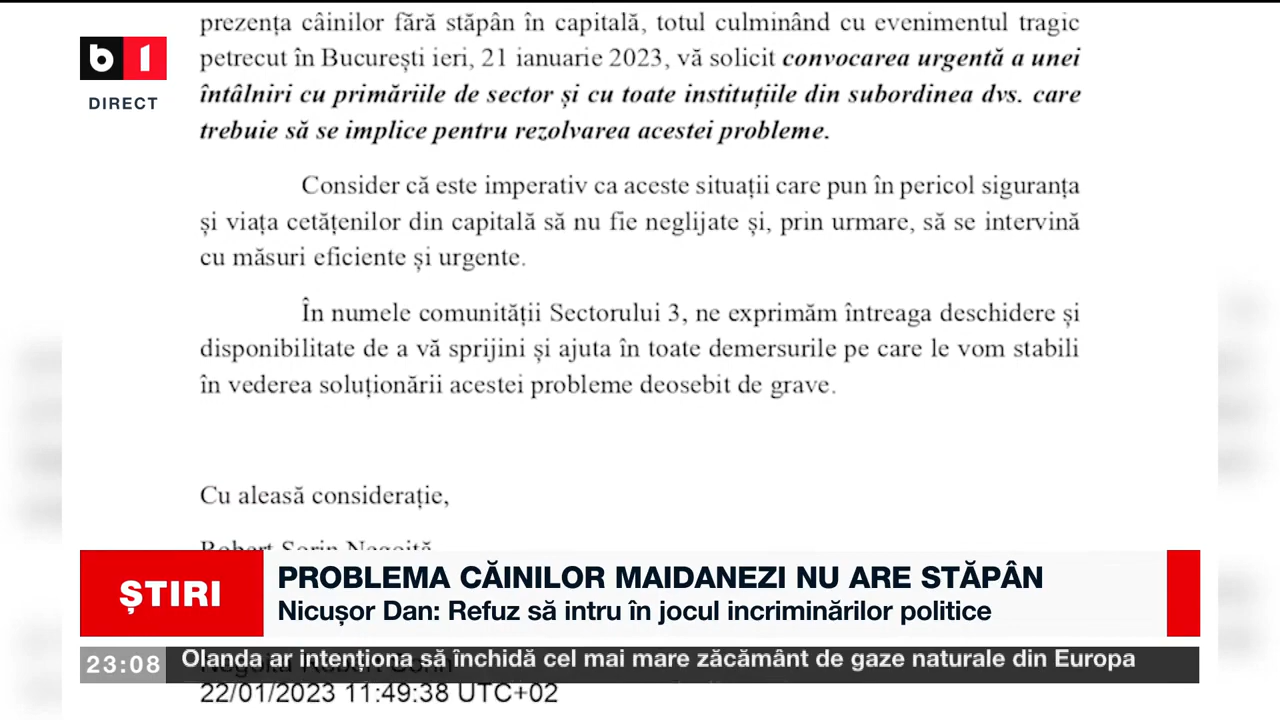 prezența câinilor fără stăpân în capitală, totul culminând cu evenimentul tragic
petrecut în București ieri, 21 ianuarie 2023, vă solicit convocarea urgentă a unei
întâlniri cu primăriile de sector și cu toate instituțiile din subordinea dvs. care
trebuie să se implice pentru rezolvarea acestei probleme.
Consider că este imperativ ca aceste situații care pun în pericol siguranța
și viața cetățenilor din capitală să nu fie neglijate și, prin urmare, să se intervină
cu măsuri eficiente și urgente.
În numele comunității Sectorului 3, ne exprimăm întreaga deschidere și
disponibilitate de a vă sprijini și ajuta în toate demersurile pe care le vom stabili
în vederea soluționării acestei probleme deosebit de grave.
Cu aleasă considerație,
Robert Sorin Negoiță
b1
DIRECT
ȘTIRI
PROBLEMA CĂINILOR MAIDANEZI NU ARE STĂPÂN
Nicușor Dan: Refuz să intru în jocul incriminărilor politice
23:08
Olanda ar intenționa să închidă cel mai mare zăcământ de gaze naturale din Europa
22/01/2023 11:49:38 UTC+02